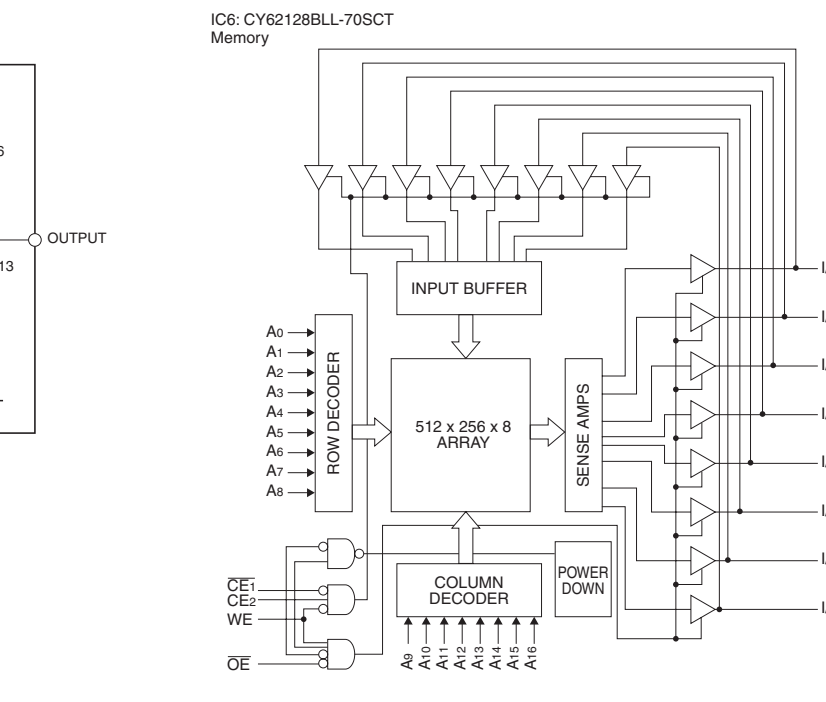 IC6: CY62128BLL-70SCT
Memory
6
OUTPUT
13
INPUT BUFFER
A0
A1
A2
A3
A4
A5
A6
A7
A8
ROW DECODER
512 x 256 x 8
ARRAY
SENSE AMPS
POWER
DOWN
COLUMN
DECODER
CE1
CE2
WE
OE
A9
A10
A11
A12
A13
A14
A15
A16